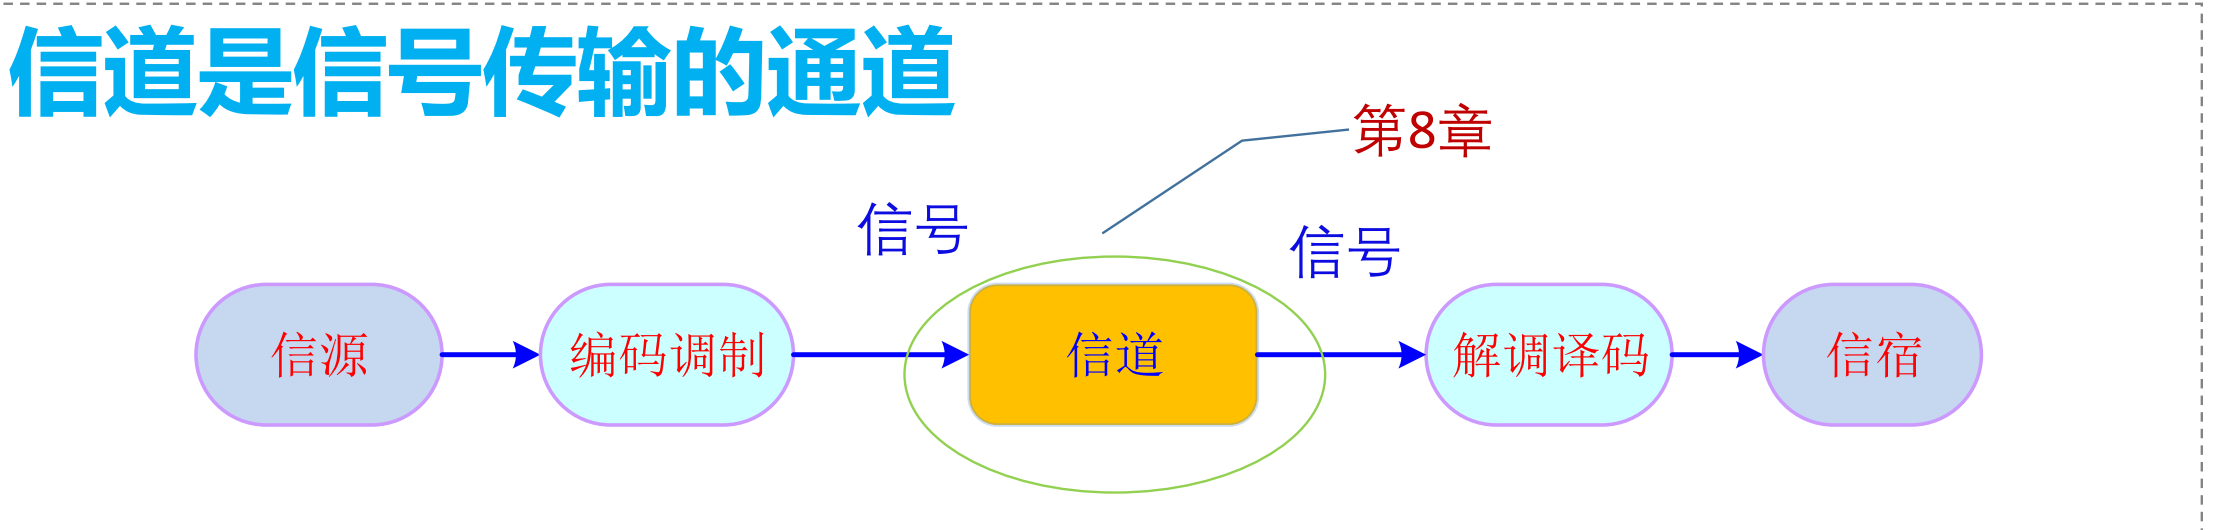 信道是信号传输的通道
第8章
信号
信号
信源
编码调制
信道
解调译码
信宿